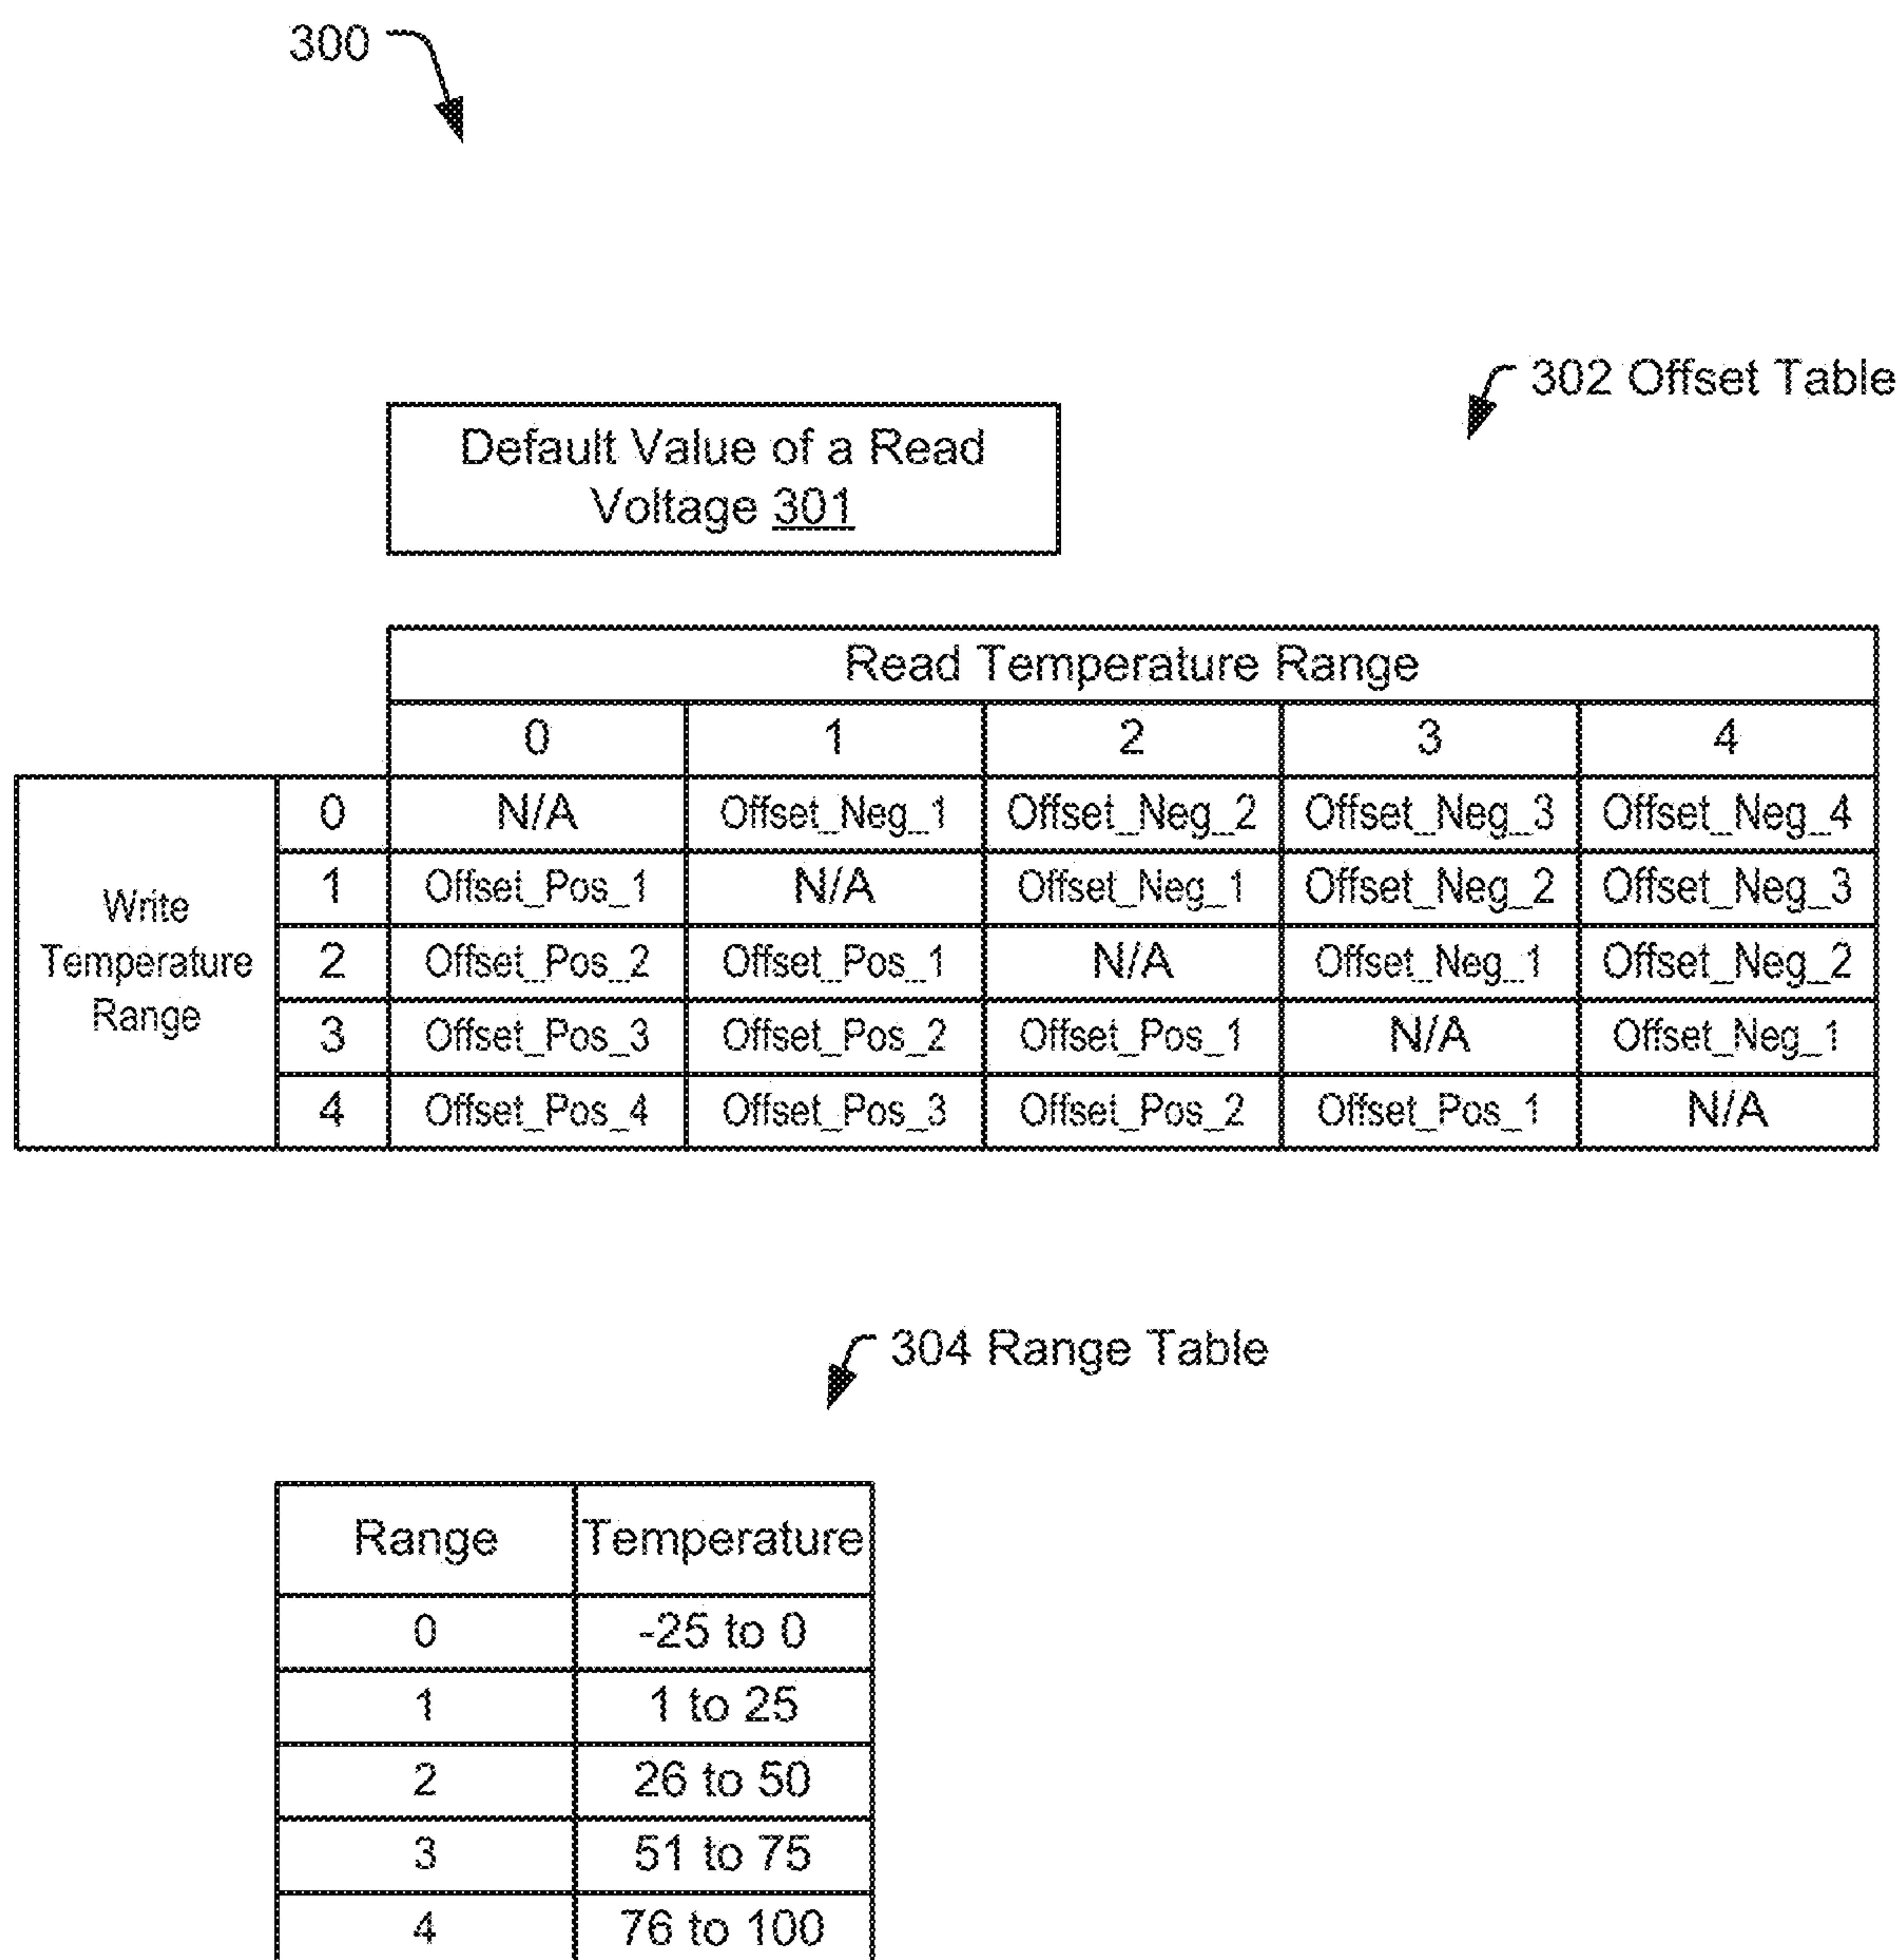 300
302 Offset Table
Default Value of a Read
Voltage 301
Read Temperature Range
0 1 2 3 4
Write
Temperature
Range
0 N/A Offset_Neg_1 Offset_Neg_2 Offset_Neg_3 Offset_Neg_4
1 Offset_Pos_1 N/A Offset_Neg_1 Offset_Neg_2 Offset_Neg_3
2 Offset_Pos_2 Offset_Pos_1 N/A Offset_Neg_1 Offset_Neg_2
3 Offset_Pos_3 Offset_Pos_2 Offset_Pos_1 N/A Offset_Neg_1
4 Offset_Pos_4 Offset_Pos_3 Offset_Pos_2 Offset_Pos_1 N/A
304 Range Table
Range Temperature
0 -25 to 0
1 1 to 25
2 26 to 50
3 51 to 75
4 76 to 100